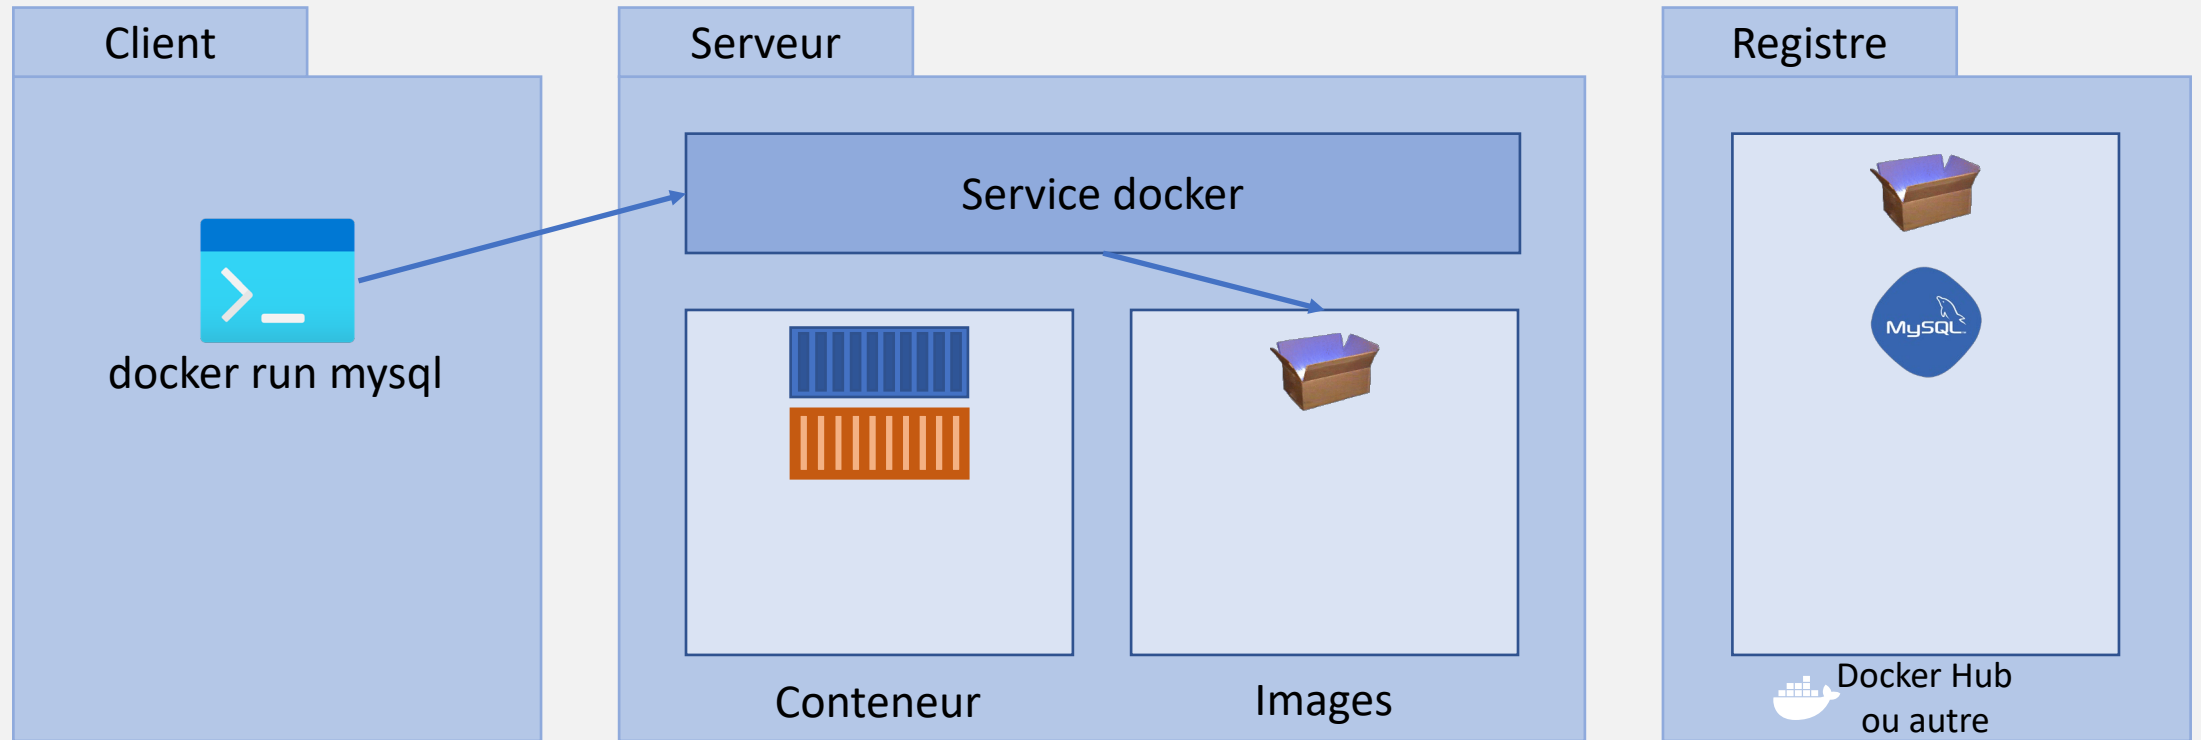 Client
Serveur
Registre
Service docker
docker run mysql
MySQL
Conteneur
Images
Docker Hub
ou autre